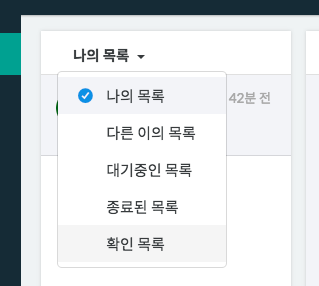 나의 목록
나의 목록
42분 전
다른 이의 목록
대기중인 목록
종료된 목록
확인 목록